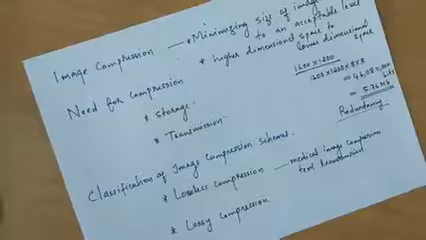 Image Compression — * Minimizing size of image
to an acceptable level
* higher dimensional space to
lower dimensional
space
Need for compression
* Storage.
* Transmission.
1600 X 1200
1600 X 1200 X 8 X 3
= 46,080,000
bits
= 5.76 Mb
Redundancy
Classification of Image Compression Schemes.
* Lossless compression — medical image compression
text
* Lossy compression.